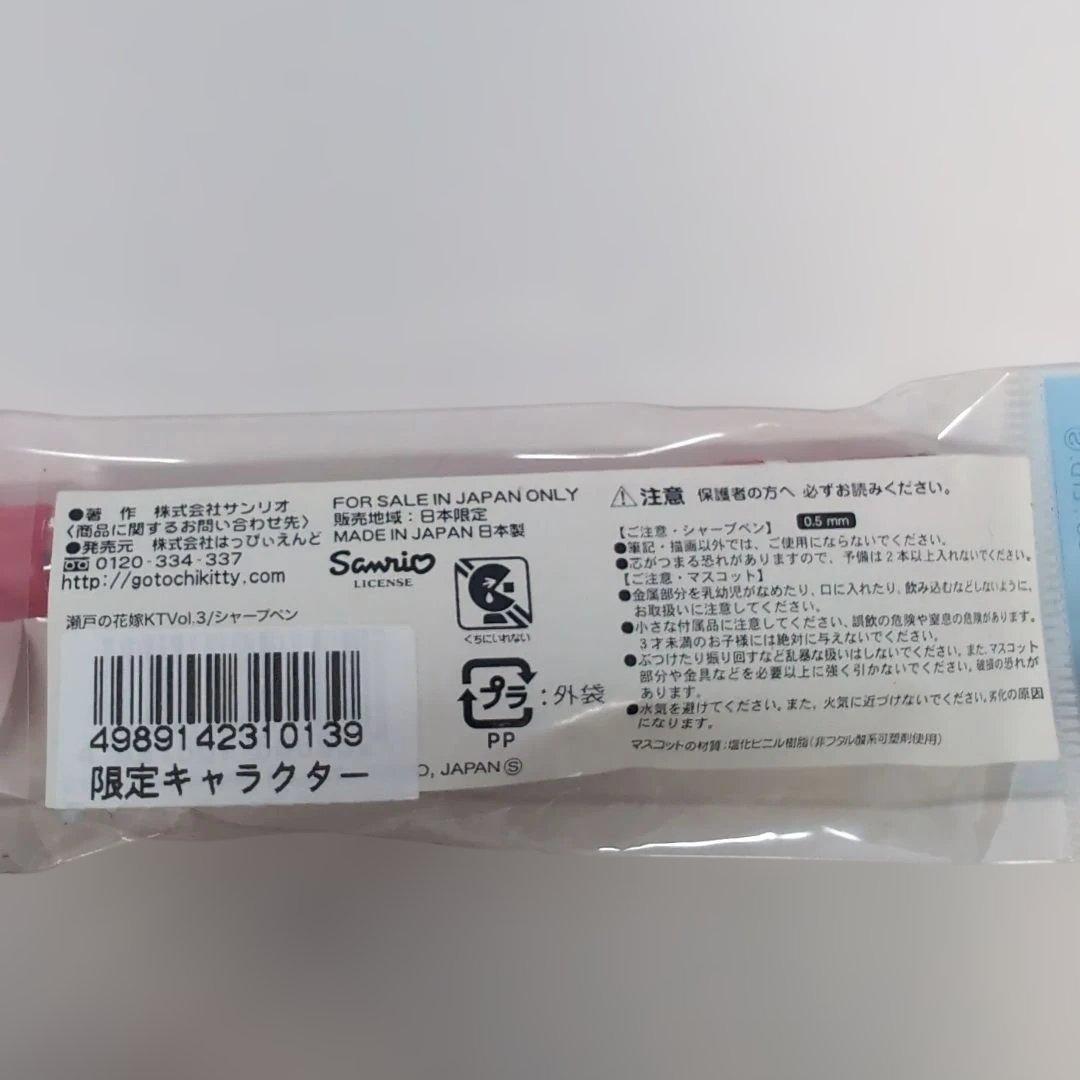 ●著 作 株式会社サンリオ
〈商品に関するお問い合わせ先〉
●発売元 株式会社はっぴぃえんど
0120-334-337
http://gotochikitty.com
瀬戸の花嫁KTVol.3/シャープペン
4989142310139
限定キャラクター
FOR SALE IN JAPAN ONLY
販売地域：日本限定
MADE IN JAPAN 日本製
Sanrio
LICENSE
くちにいれない
プラ：外袋
PP
O, JAPAN Ⓢ
⚠注意 保護者の方へ 必ずお読みください。
【ご注意・シャープペン】 0.5 mm
●筆記・描画以外では、ご使用にならないでください。
●芯がつまる恐れがありますので、予備は2本以上入れないでください。
【ご注意・マスコット】
●金属部分を乳幼児がなめたり、口に入れたり、飲み込むなどしないように、
お取扱いに注意してください。
●小さな付属品に注意してください、誤飲の危険や窒息の危険があります。
3才未満のお子様には絶対に与えないでください。
●ぶつけたり振り回すなど乱暴な扱いはしないでください。また、マスコット
部分や金具などを必要以上に強く引かないでください。破損の恐れが
あります。
●水気を避けてください。また、火気に近づけないでください。劣化の原因
になります。
マスコットの材質：塩化ビニル樹脂（非フタル酸系可塑剤使用）